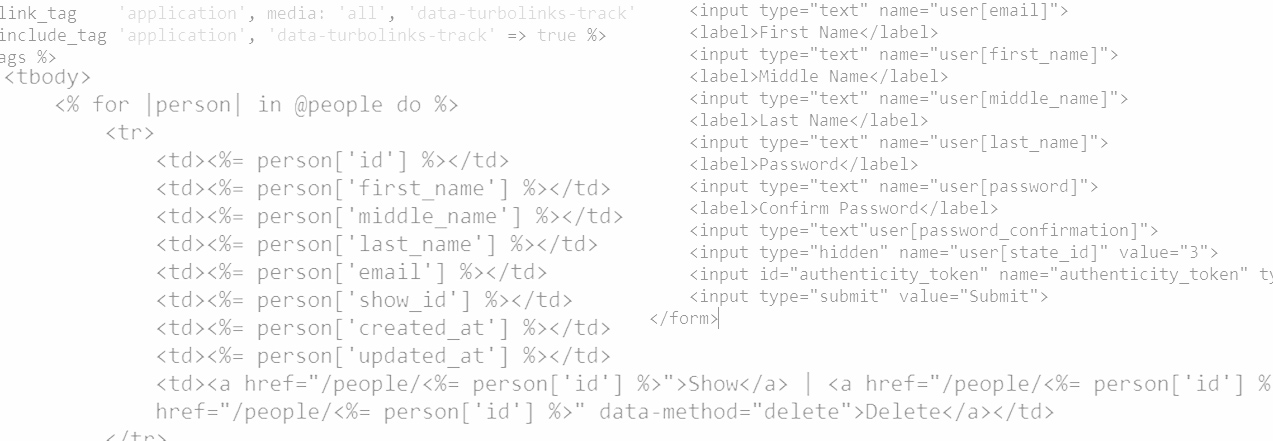 link_tag    'application', media: 'all', 'data-turbolinks-track'
include_tag 'application', 'data-turbolinks-track' => true %>
ags %>
<tbody>
    <% for |person| in @people do %>
        <tr>
            <td><%= person['id'] %></td>
            <td><%= person['first_name'] %></td>
            <td><%= person['middle_name'] %></td>
            <td><%= person['last_name'] %></td>
            <td><%= person['email'] %></td>
            <td><%= person['show_id'] %></td>
            <td><%= person['created_at'] %></td>
            <td><%= person['updated_at'] %></td>
            <td><a href="/people/<%= person['id'] %>">Show</a> | <a href="/people/<%= person['id'] %
            href="/people/<%= person['id'] %>" data-method="delete">Delete</a></td>
        </tr>
    <input type="text" name="user[email]">
    <label>First Name</label>
    <input type="text" name="user[first_name]">
    <label>Middle Name</label>
    <input type="text" name="user[middle_name]">
    <label>Last Name</label>
    <input type="text" name="user[last_name]">
    <label>Password</label>
    <input type="text" name="user[password]">
    <label>Confirm Password</label>
    <input type="text"user[password_confirmation]">
    <input type="hidden" name="user[state_id]" value="3">
    <input id="authenticity_token" name="authenticity_token" ty
    <input type="submit" value="Submit">
</form>